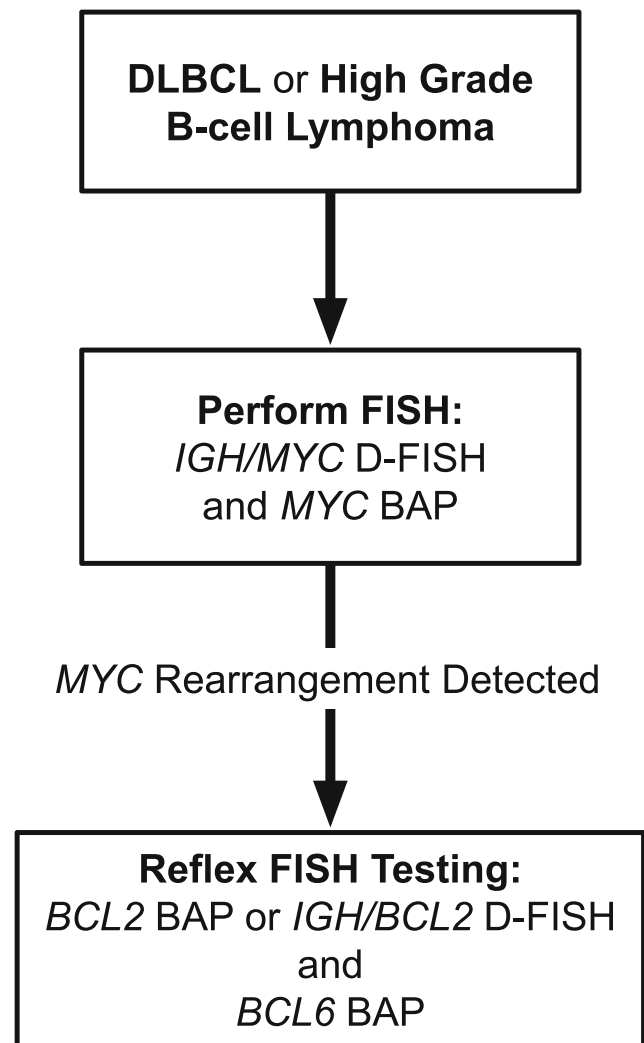 DLBCL or High Grade
B-cell Lymphoma
Perform FISH:
IGH/MYC D-FISH
and MYC BAP
MYC Rearrangement Detected
Reflex FISH Testing:
BCL2 BAP or IGH/BCL2 D-FISH
and
BCL6 BAP